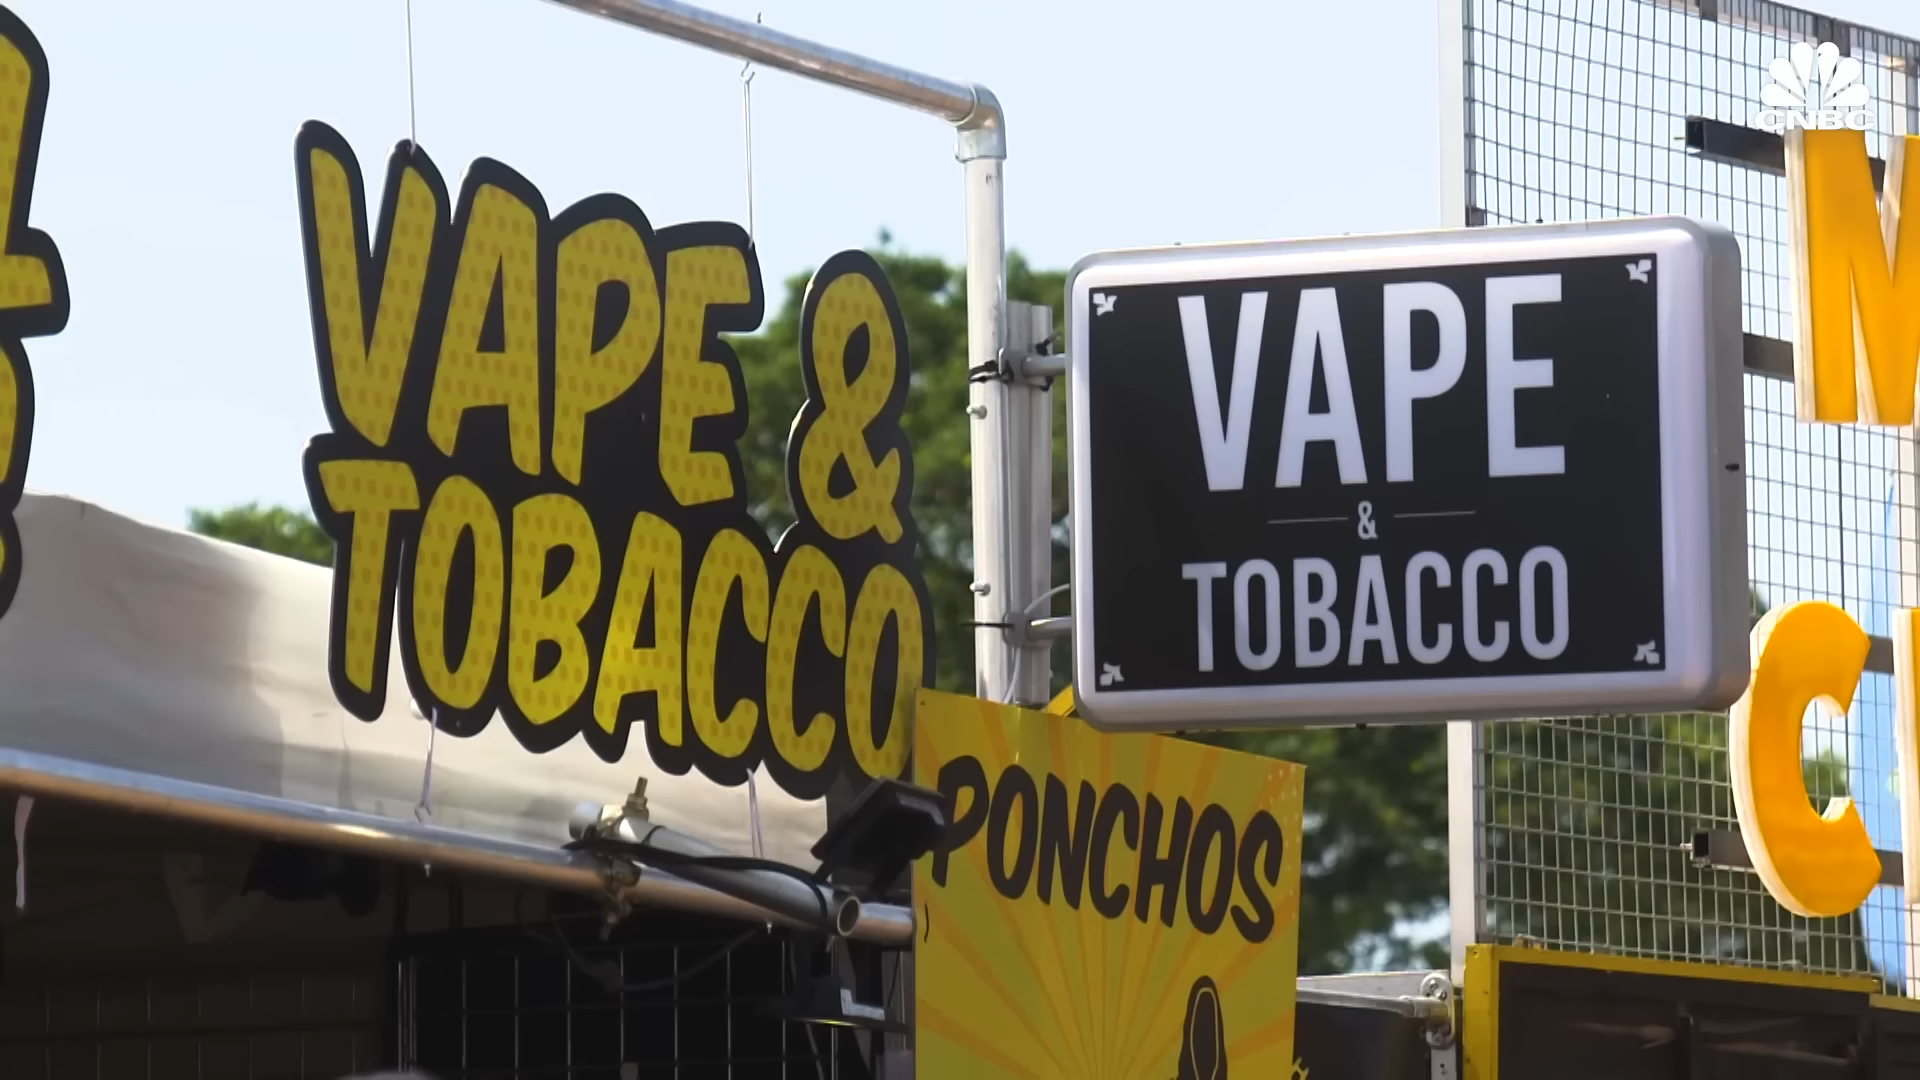 CNBC
VAPE &
TOBACCO
VAPE
&
TOBACCO
PONCHOS
M
C